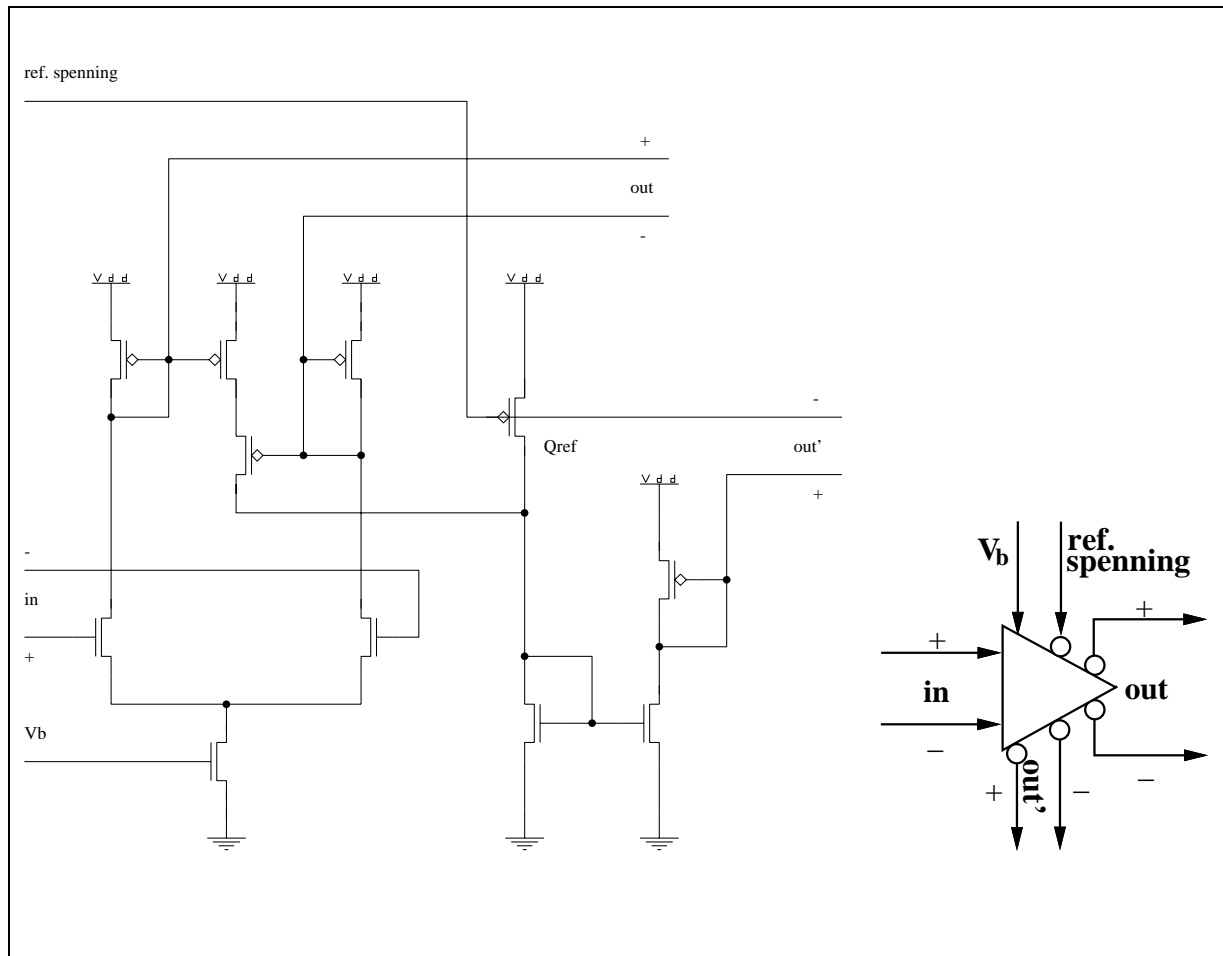 ref. spenning
+
out
-
Vdd
Vdd
Vdd
Vdd
-
Qref
out'
Vdd
+
-
in
+
Vb
Vb
ref.
spenning
+
+
in
out
−
+
out’
−
−